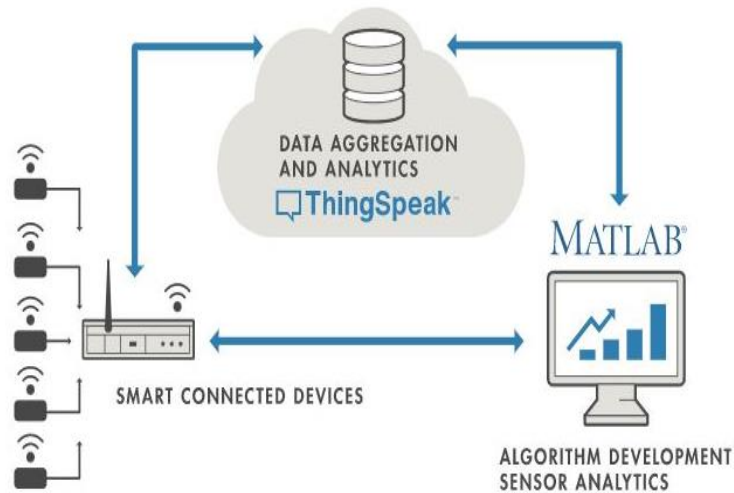 DATA AGGREGATION
AND ANALYTICS
ThingSpeak™
MATLAB®
SMART CONNECTED DEVICES
ALGORITHM DEVELOPMENT
SENSOR ANALYTICS